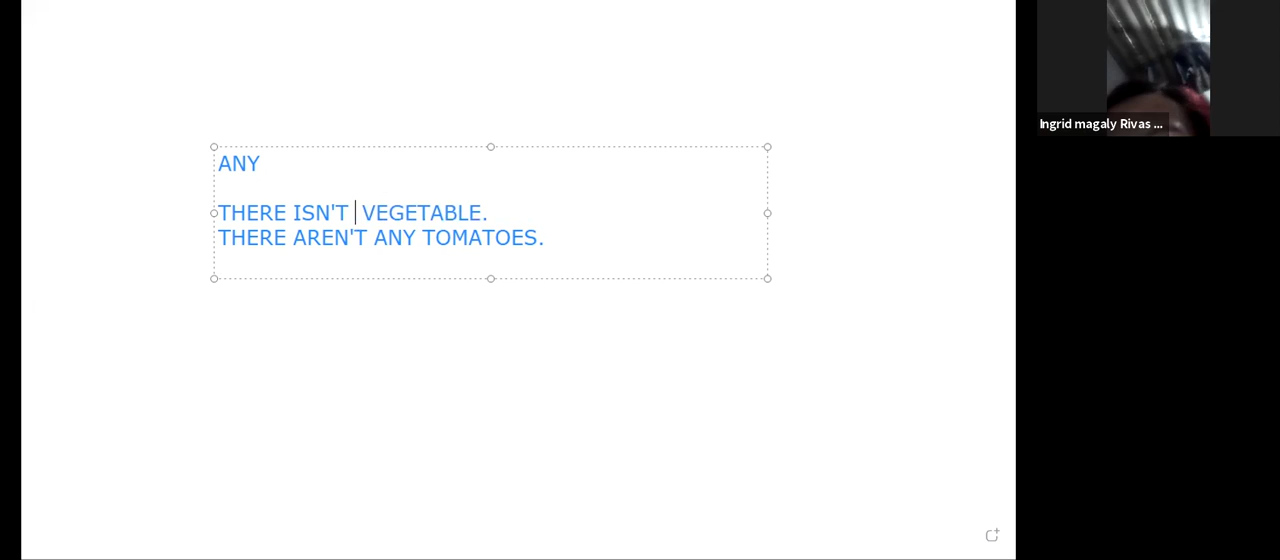 ANY
THERE ISN'T VEGETABLE.
THERE AREN'T ANY TOMATOES.
Ingrid magaly Rivas ...